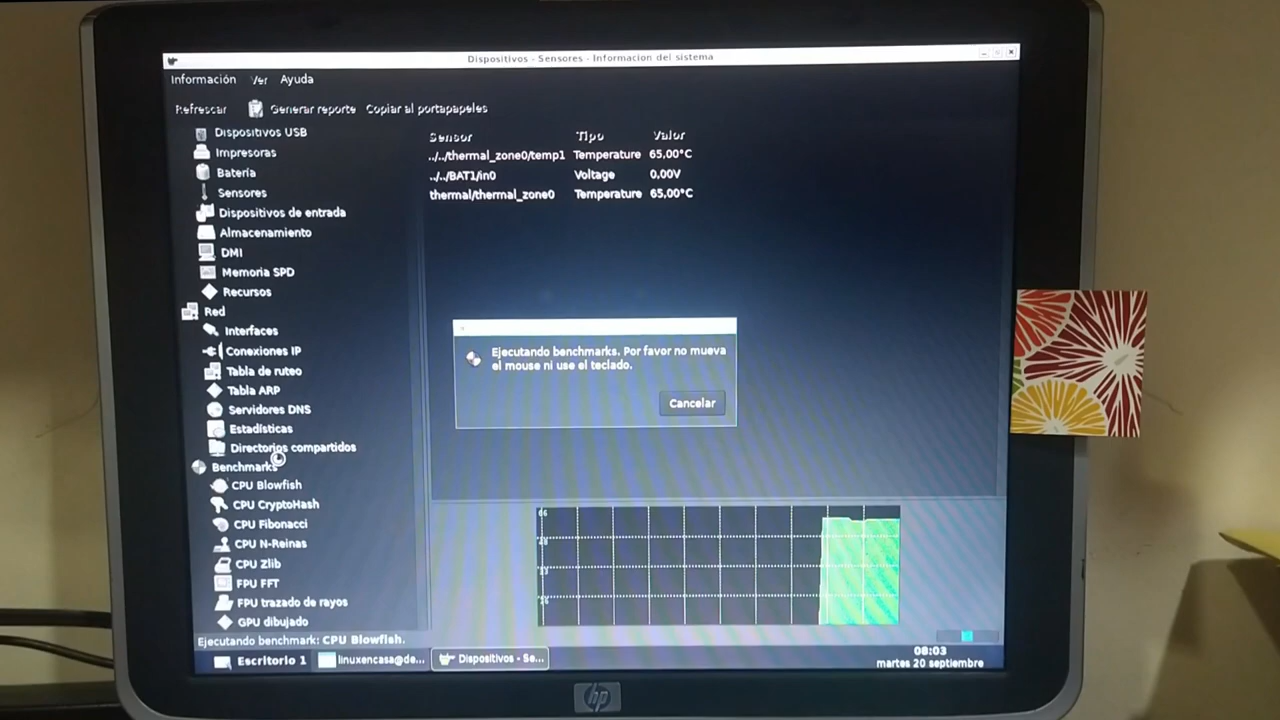 Dispositivos - Sensores - Informacion del sistema
Información Ver Ayuda
Refrescar Generar reporte Copiar al portapapeles
Dispositivos USB
Impresoras
Batería
Sensores
Dispositivos de entrada
Almacenamiento
DMI
Memoria SPD
Recursos
Red
Interfaces
Conexiones IP
Tabla de ruteo
Tabla ARP
Servidores DNS
Estadísticas
Directorios compartidos
Benchmarks
CPU Blowfish
CPU CryptoHash
CPU Fibonacci
CPU N-Reinas
CPU Zlib
FPU FFT
FPU trazado de rayos
GPU dibujado
Sensor Tipo Valor
../../thermal_zone0/temp1 Temperature 65,00°C
../../BAT1/in0 Voltage 0,00V
thermal/thermal_zone0 Temperature 65,00°C
Ejecutando benchmarks. Por favor no mueva
el mouse ni use el teclado.
Cancelar
66
Ejecutando benchmark: CPU Blowfish.
Escritorio 1 linuxencasa@de... Dispositivos - Se...
08:03
martes 20 septiembre
hp